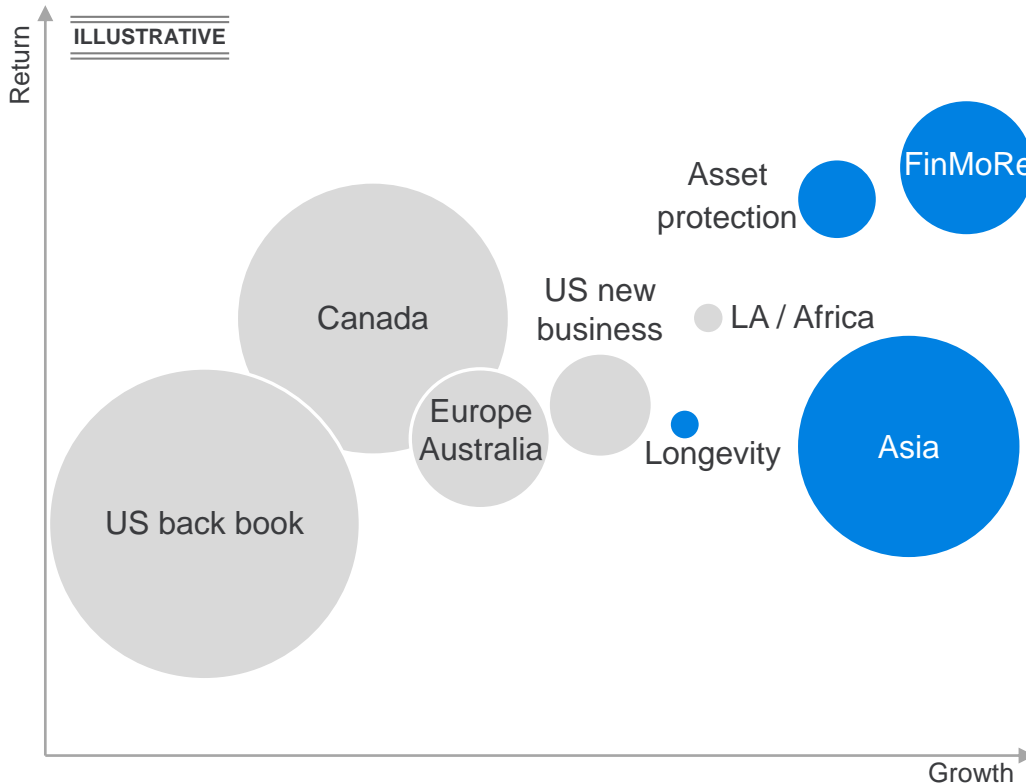 Return
ILLUSTRATIVE
FinMoRe
Asset
protection
US new
business
LA / Africa
Canada
Europe
Australia
Longevity
Asia
US back book
Growth